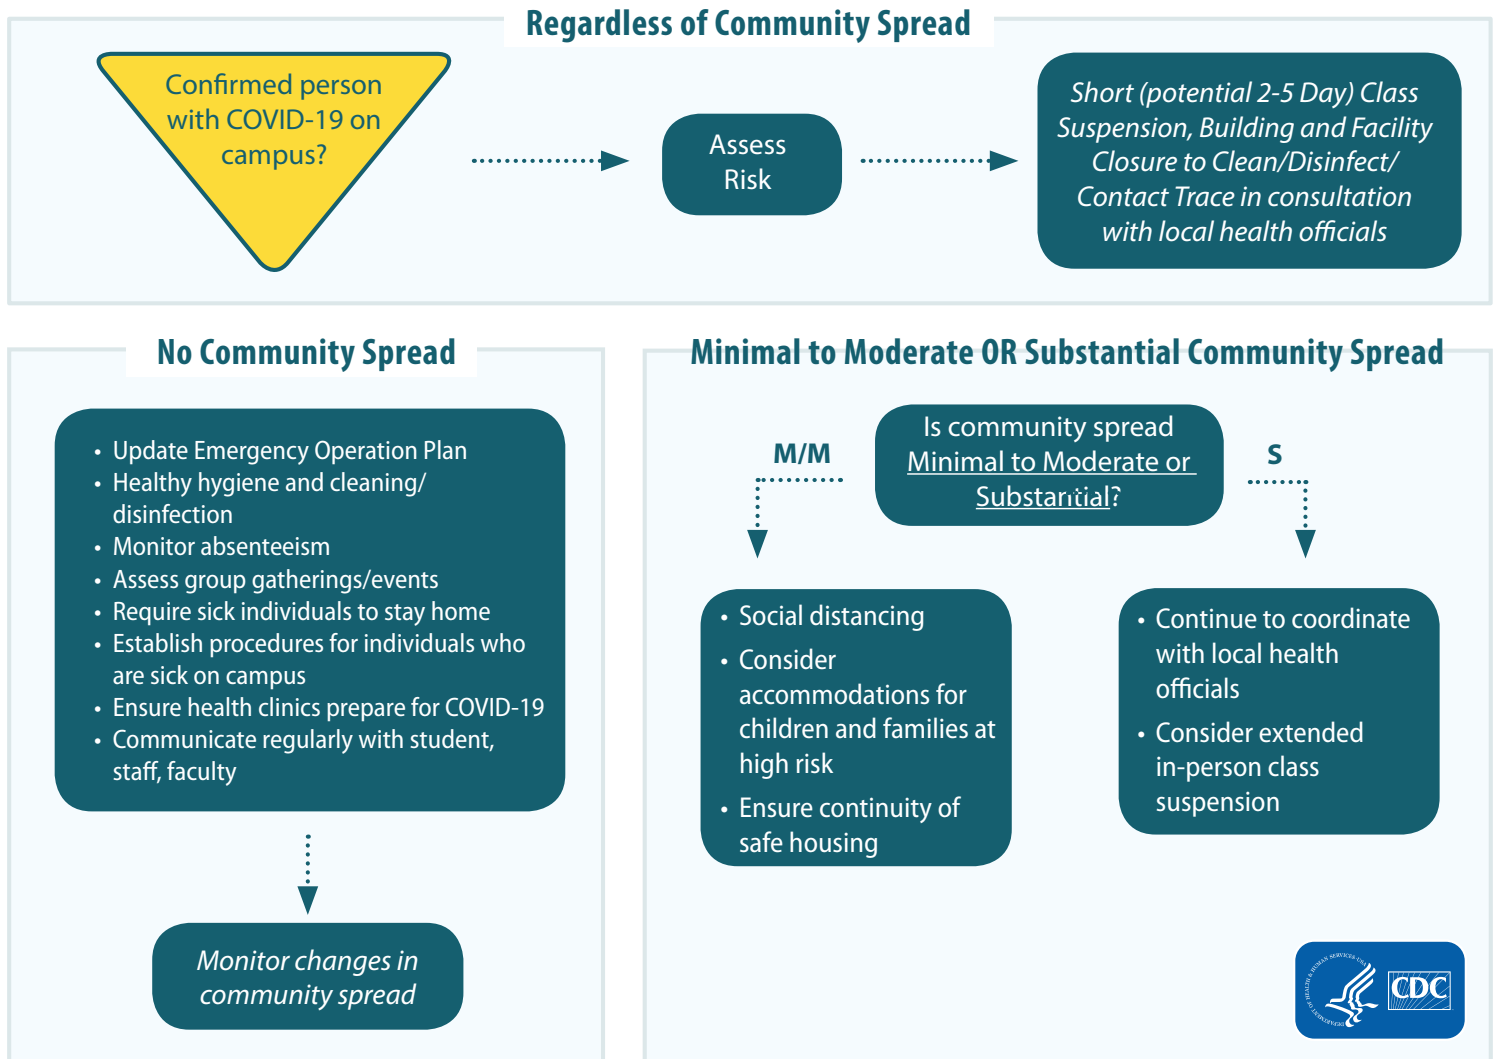 Regardless of Community Spread
Confirmed person
with COVID-19 on
campus?
Assess
Risk
Short (potential 2-5 Day) Class
Suspension, Building and Facility
Closure to Clean/Disinfect/
Contact Trace in consultation
with local health officials
No Community Spread
• Update Emergency Operation Plan
• Healthy hygiene and cleaning/
disinfection
• Monitor absenteeism
• Assess group gatherings/events
• Require sick individuals to stay home
• Establish procedures for individuals who
are sick on campus
• Ensure health clinics prepare for COVID-19
• Communicate regularly with student,
staff, faculty
Monitor changes in
community spread
Minimal to Moderate OR Substantial Community Spread
Is community spread
Minimal to Moderate or
Substantial?
M/M
S
• Social distancing
• Consider
accommodations for
children and families at
high risk
• Ensure continuity of
safe housing
• Continue to coordinate
with local health
officials
• Consider extended
in-person class
suspension
DEPARTMENT OF HEALTH & HUMAN SERVICES • USA
CDC